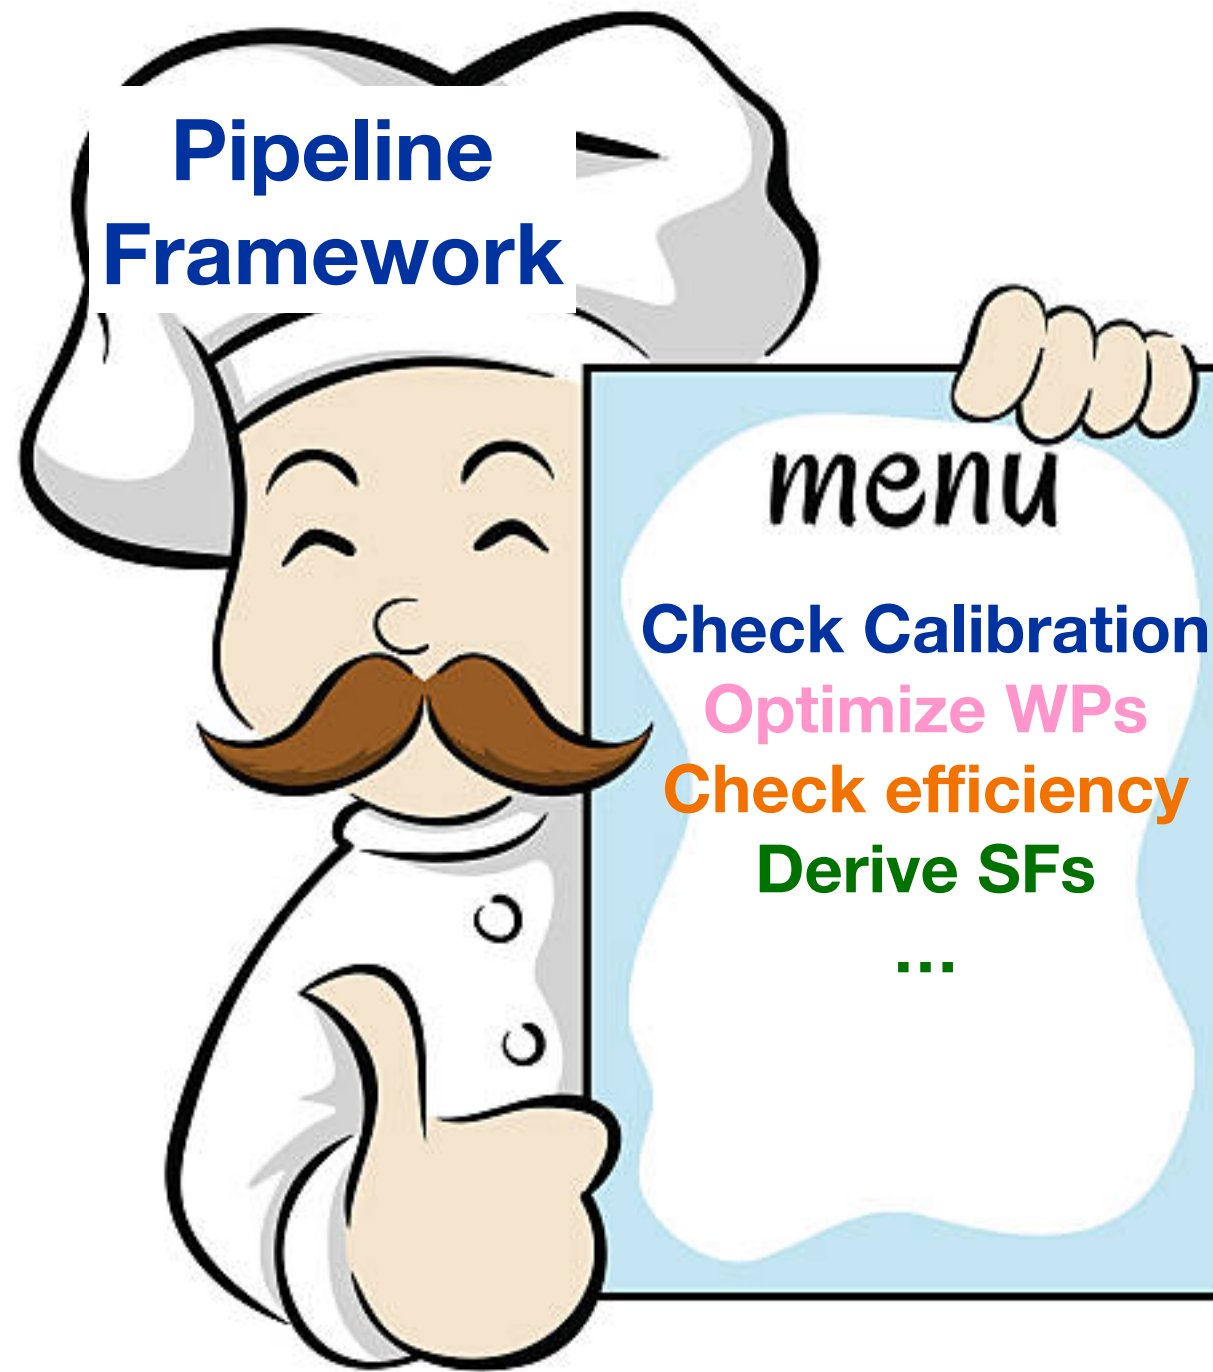 Pipeline
Framework
menu
Check Calibration
Optimize WPs
Check efficiency
Derive SFs
...